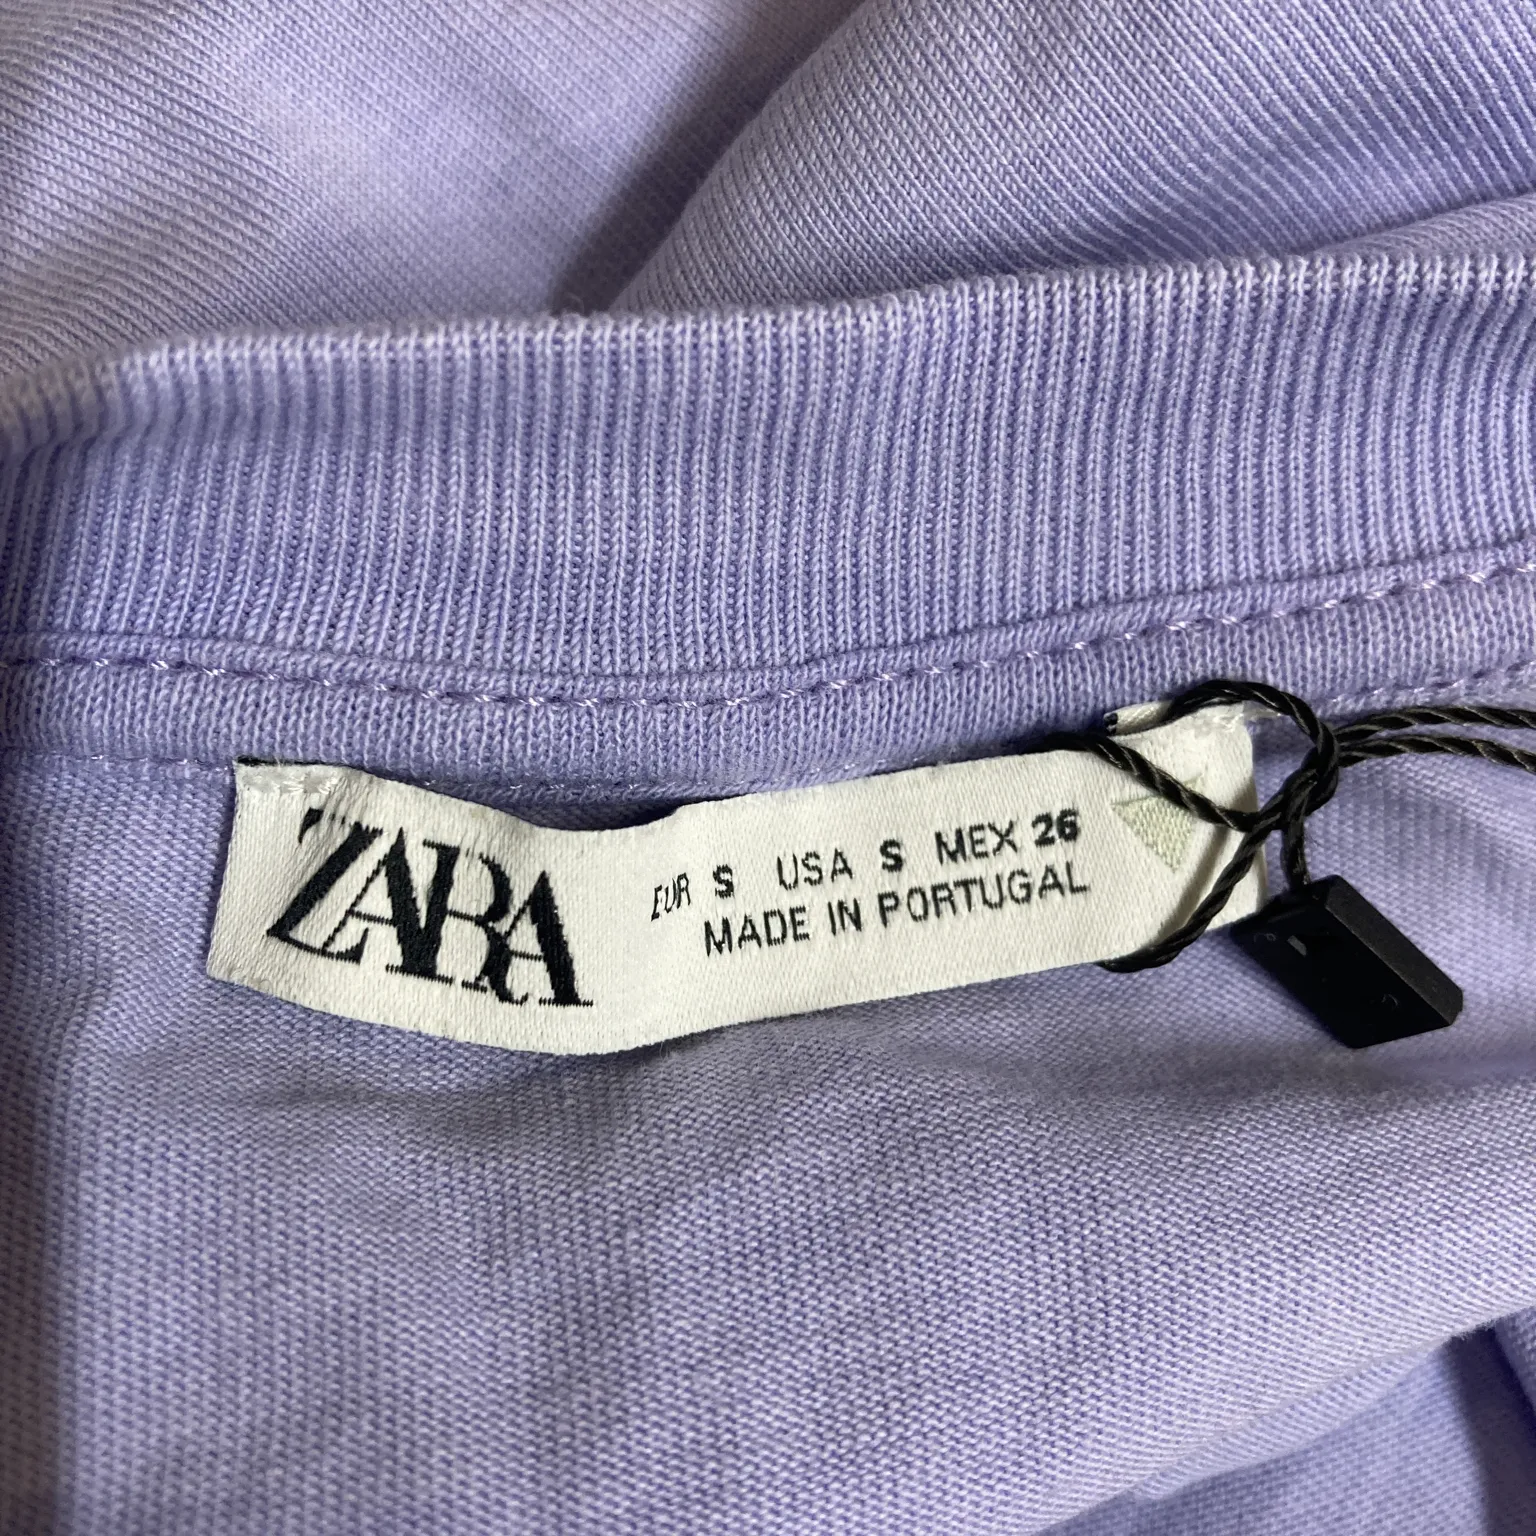 ZARA
EUR S USA S MEX 26
MADE IN PORTUGAL